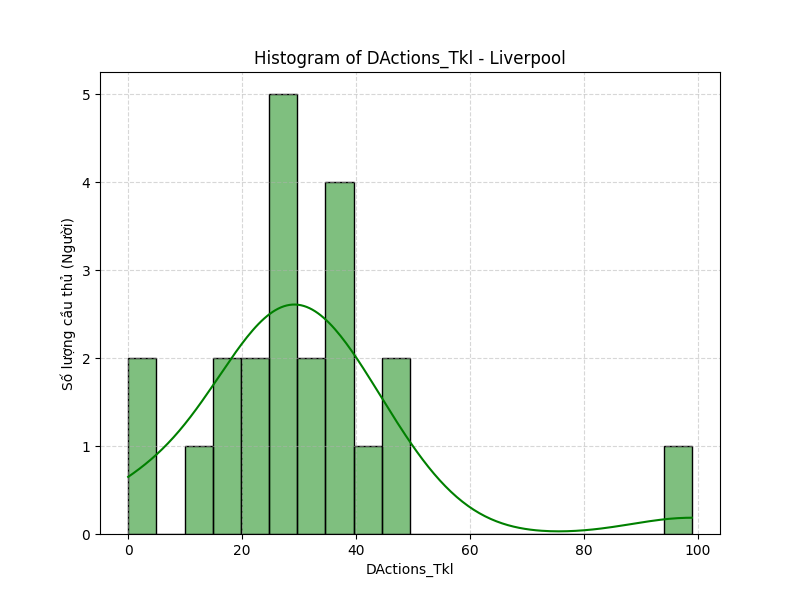 Histogram of DActions_Tkl - Liverpool
Số lượng cầu thủ (Người)
5
4
3
2
1
0
0 20 40 60 80 100
DActions_Tkl